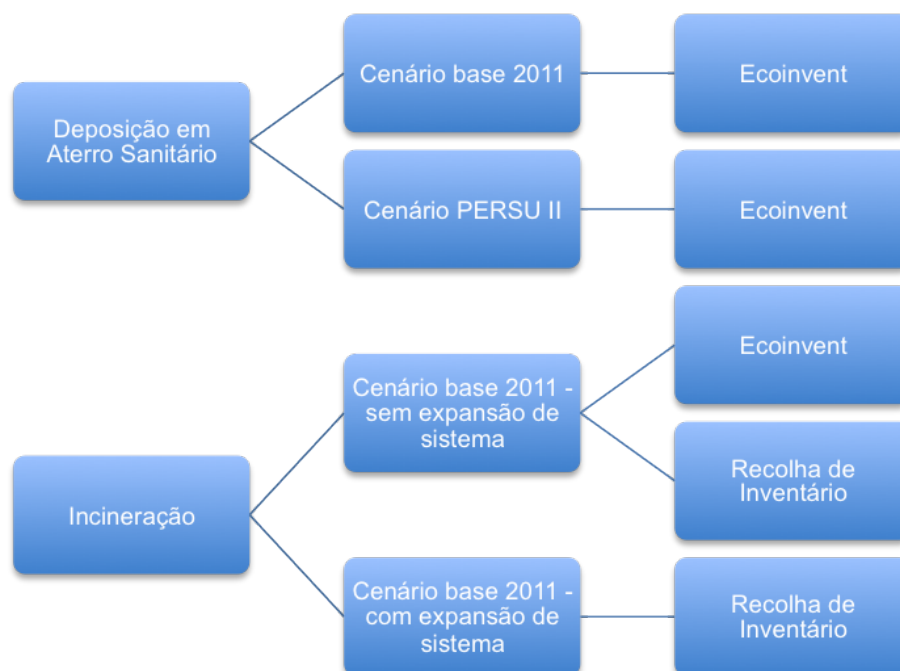 Deposição em
Aterro Sanitário
Cenário base 2011
Ecoinvent
Cenário PERSU II
Ecoinvent
Incineração
Cenário base 2011 -
sem expansão de
sistema
Ecoinvent
Recolha de
Inventário
Cenário base 2011 -
com expansão de
sistema
Recolha de
Inventário